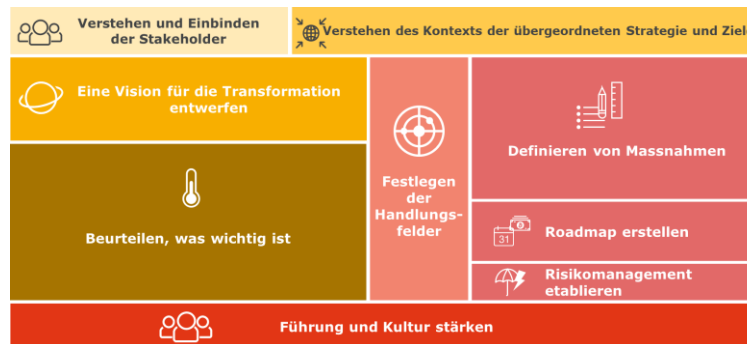 Verstehen und Einbinden
der Stakeholder
Verstehen des Kontexts der übergeordneten Strategie und Ziel
Eine Vision für die Transformation
entwerfen
Beurteilen, was wichtig ist
Festlegen
der
Handlungs-
felder
Definieren von Massnahmen
31
Roadmap erstellen
Risikomanagement
etablieren
Führung und Kultur stärken